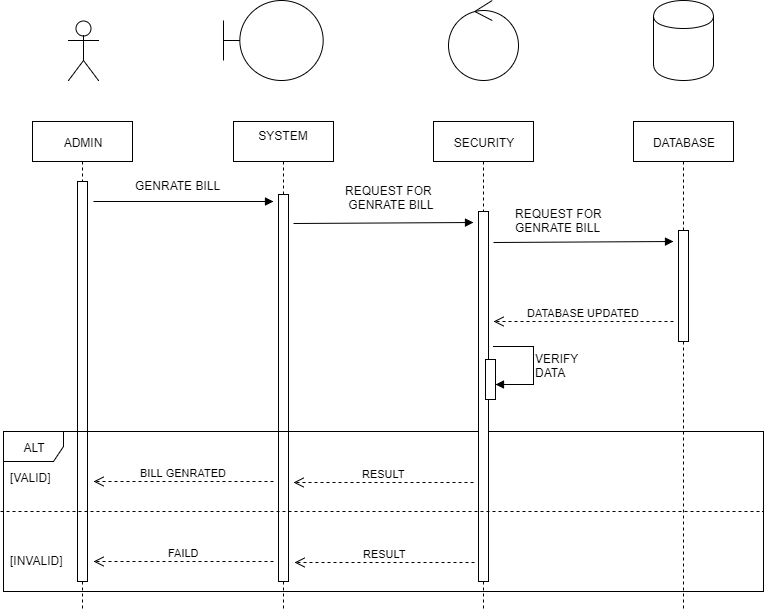 ADMIN
SYSTEM
SECURITY
DATABASE
GENRATE BILL
REQUEST FOR
GENRATE BILL
REQUEST FOR
GENRATE BILL
DATABASE UPDATED
VERIFY
DATA
ALT
[VALID]
BILL GENRATED
RESULT
[INVALID]
FAILD
RESULT